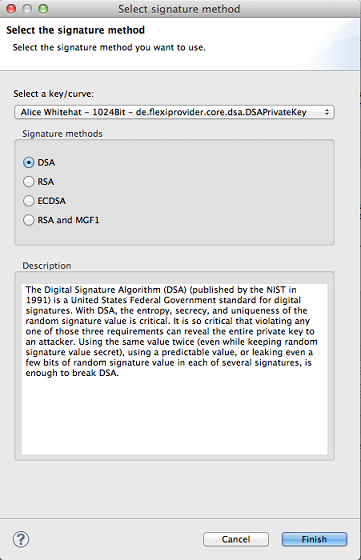 Select signature method
Select the signature method
Select the signature method you want to use.
Select a key/curve:
Alice Whitehat - 1024Bit - de.flexiprovider.core.dsa.DSAPrivateKey
Signature methods
DSA
RSA
ECDSA
RSA and MGF1
Description
The Digital Signature Algorithm (DSA) (published by the NIST in
1991) is a United States Federal Government standard for digital
signatures. With DSA, the entropy, secrecy, and uniqueness of the
random signature value is critical. It is so critical that violating any
one of those three requirements can reveal the entire private key to
an attacker. Using the same value twice (even while keeping random
signature value secret), using a predictable value, or leaking even a
few bits of random signature value in each of several signatures, is
enough to break DSA.
?
Cancel
Finish